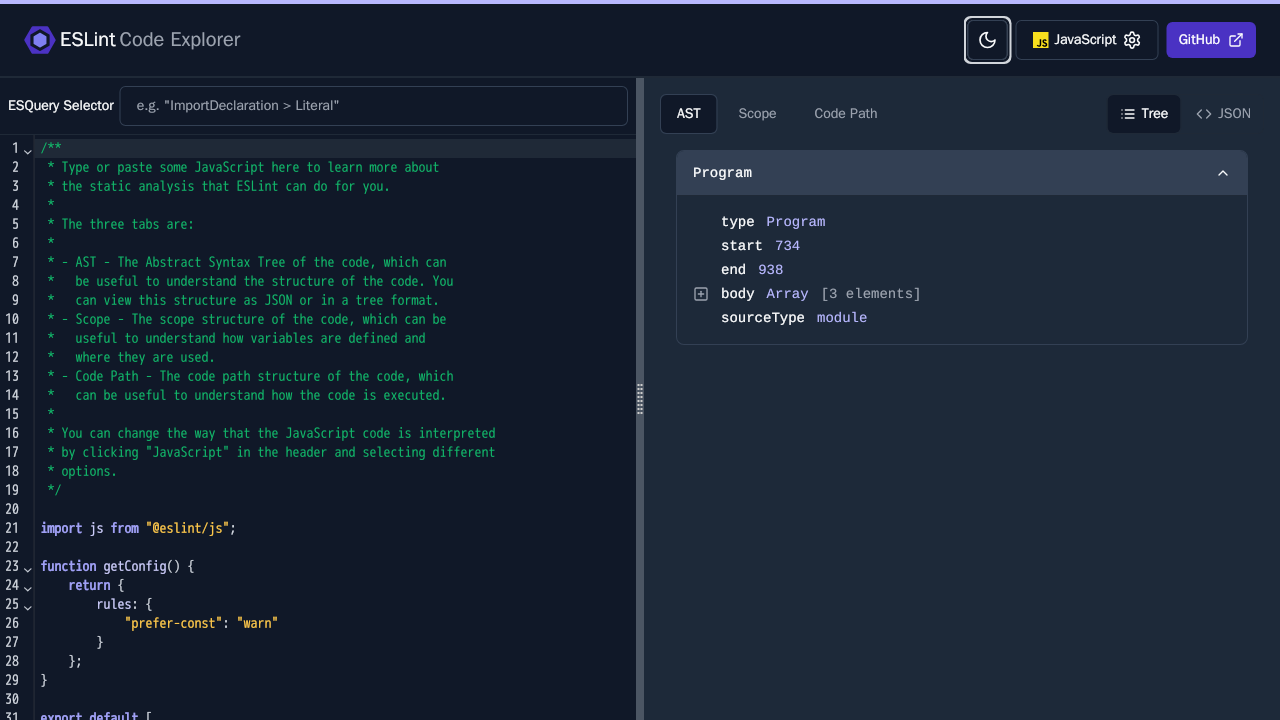 ESLint Code Explorer
JS JavaScript
GitHub
ESQuery Selector
e.g. "ImportDeclaration > Literal"
1 /**
2  * Type or paste some JavaScript here to learn more about
3  * the static analysis that ESLint can do for you.
4  *
5  * The three tabs are:
6  *
7  * - AST - The Abstract Syntax Tree of the code, which can
8  *   be useful to understand the structure of the code. You
9  *   can view this structure as JSON or in a tree format.
10  * - Scope - The scope structure of the code, which can be
11  *   useful to understand how variables are defined and
12  *   where they are used.
13  * - Code Path - The code path structure of the code, which
14  *   can be useful to understand how the code is executed.
15  *
16  * You can change the way that the JavaScript code is interpreted
17  * by clicking "JavaScript" in the header and selecting different
18  * options.
19  */
20
21 import js from "@eslint/js";
22
23 function getConfig() {
24     return {
25         rules: {
26             "prefer-const": "warn"
27         }
28     };
29 }
30
31 export default [
AST Scope Code Path
Tree JSON
Program
type Program
start 734
end 938
body Array [3 elements]
sourceType module